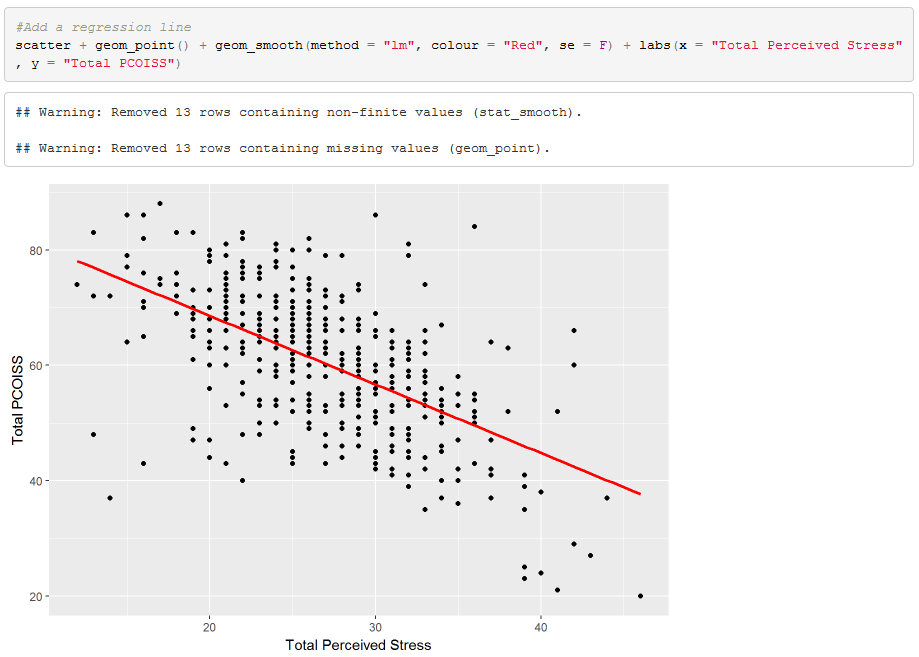 #Add a regression line
scatter + geom_point() + geom_smooth(method = "lm", colour = "Red", se = F) + labs(x = "Total Perceived Stress"
, y = "Total PCOISS")
## Warning: Removed 13 rows containing non-finite values (stat_smooth).
## Warning: Removed 13 rows containing missing values (geom_point).
80
60
40
20
Total PCOISS
20 30 40
Total Perceived Stress